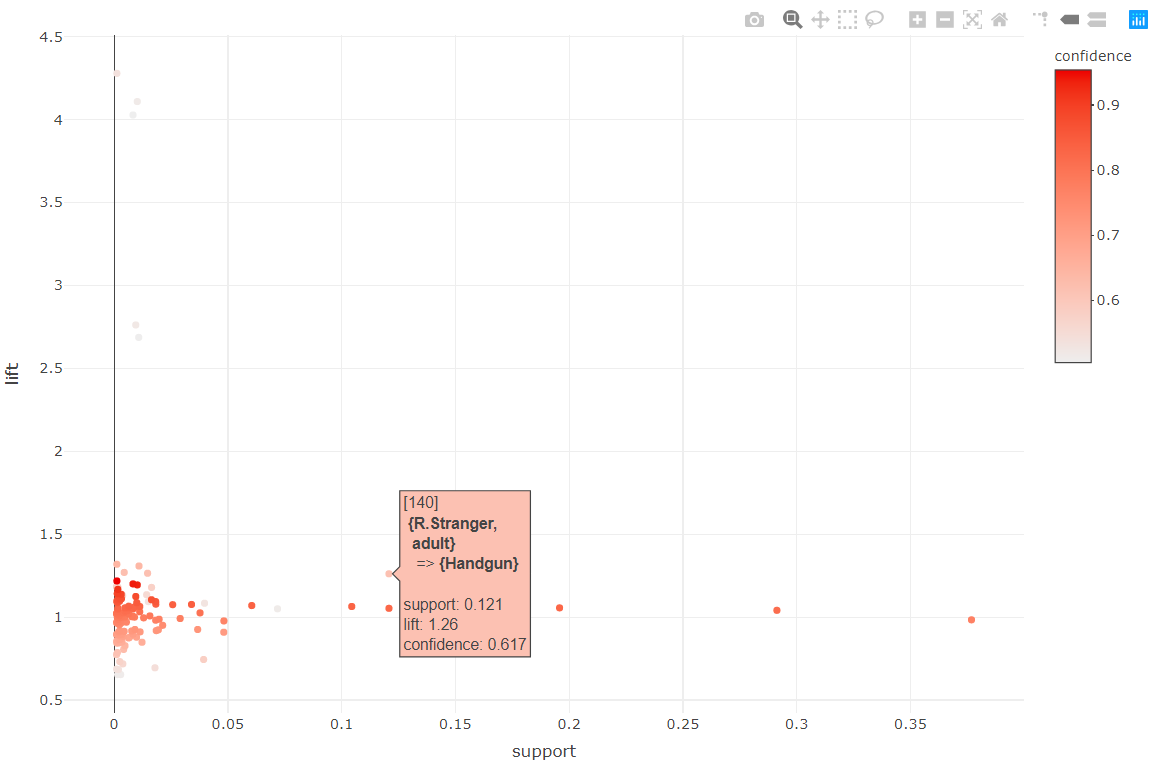 confidence
0.9
0.8
0.7
0.6
4.5
4
3.5
3
2.5
2
1.5
1
0.5
lift
[140]
{R.Stranger,
adult}
=> {Handgun}
support: 0.121
lift: 1.26
confidence: 0.617
0
0.05
0.1
0.15
0.2
0.25
0.3
0.35
support